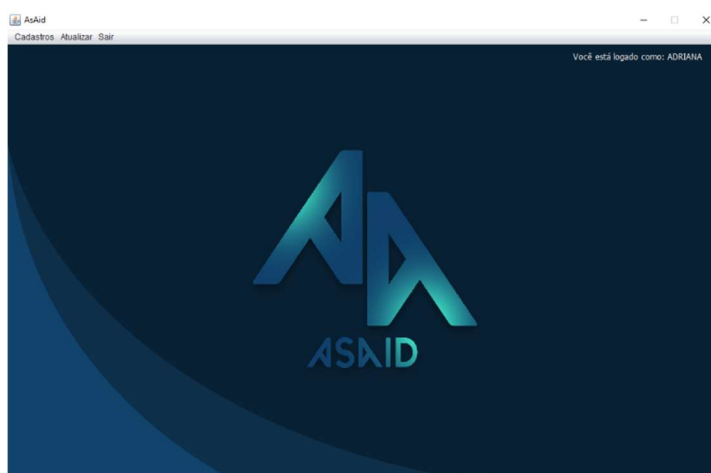 AsAid
Cadastros Atualizar Sair
Você está logado como: ADRIANA
ASAID